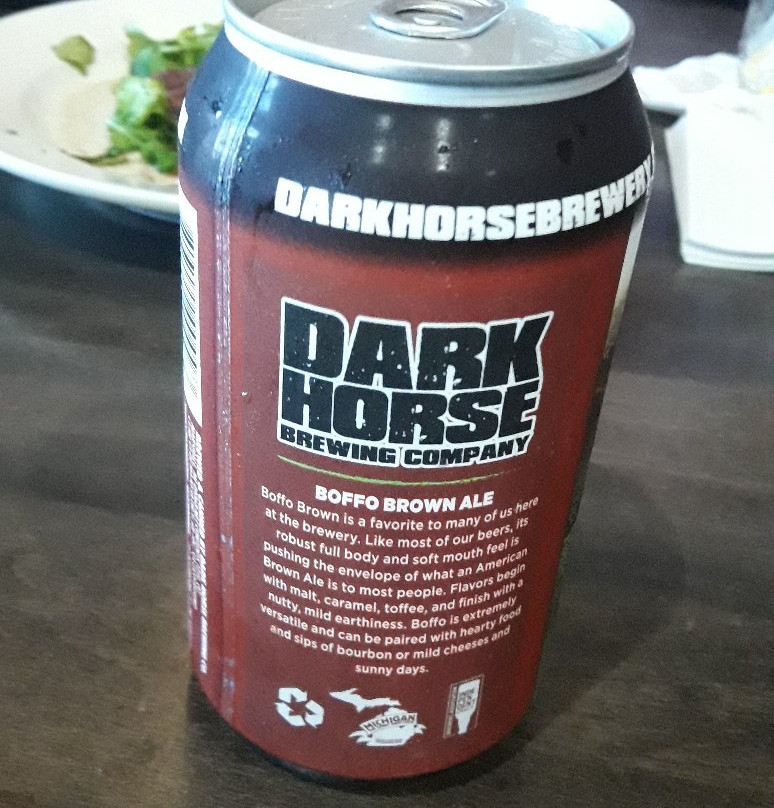 DARKHORSEBREWERY
DARK
HORSE
BREWING COMPANY
BOFFO BROWN ALE
Boffo Brown is a favorite to many of us here
at the brewery. Like most of our beers, its
robust full body and soft mouth feel is
pushing the envelope of what an American
Brown Ale is to most people. Flavors begin
with malt, caramel, toffee, and finish with a
nutty, mild earthiness. Boffo is extremely
versatile and can be paired with hearty food
and sips of bourbon or mild cheeses and
sunny days.
MICHIGAN